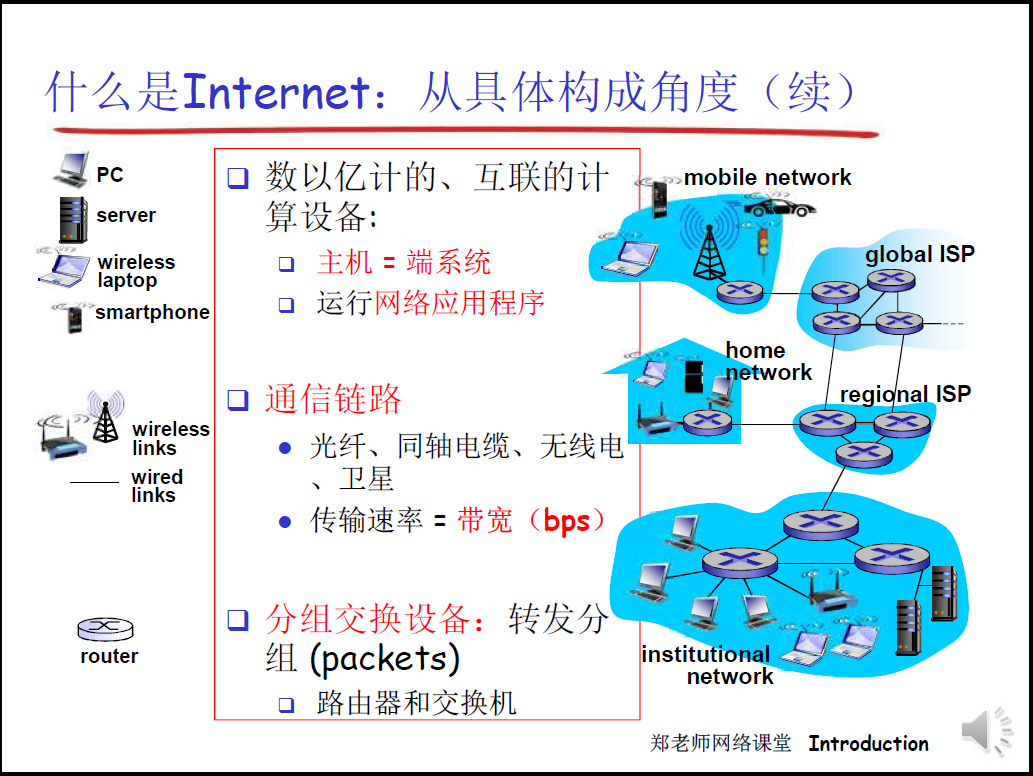 什么是Internet：从具体构成角度（续）
PC
server
wireless
laptop
smartphone
wireless
links
wired
links
router
数以亿计的、互联的计
算设备:
主机 = 端系统
运行网络应用程序
通信链路
光纤、同轴电缆、无线电
、卫星
传输速率 = 带宽（bps）
分组交换设备：转发分
组 (packets)
路由器和交换机
mobile network
global ISP
home
network
regional ISP
institutional
network
郑老师网络课堂 Introduction